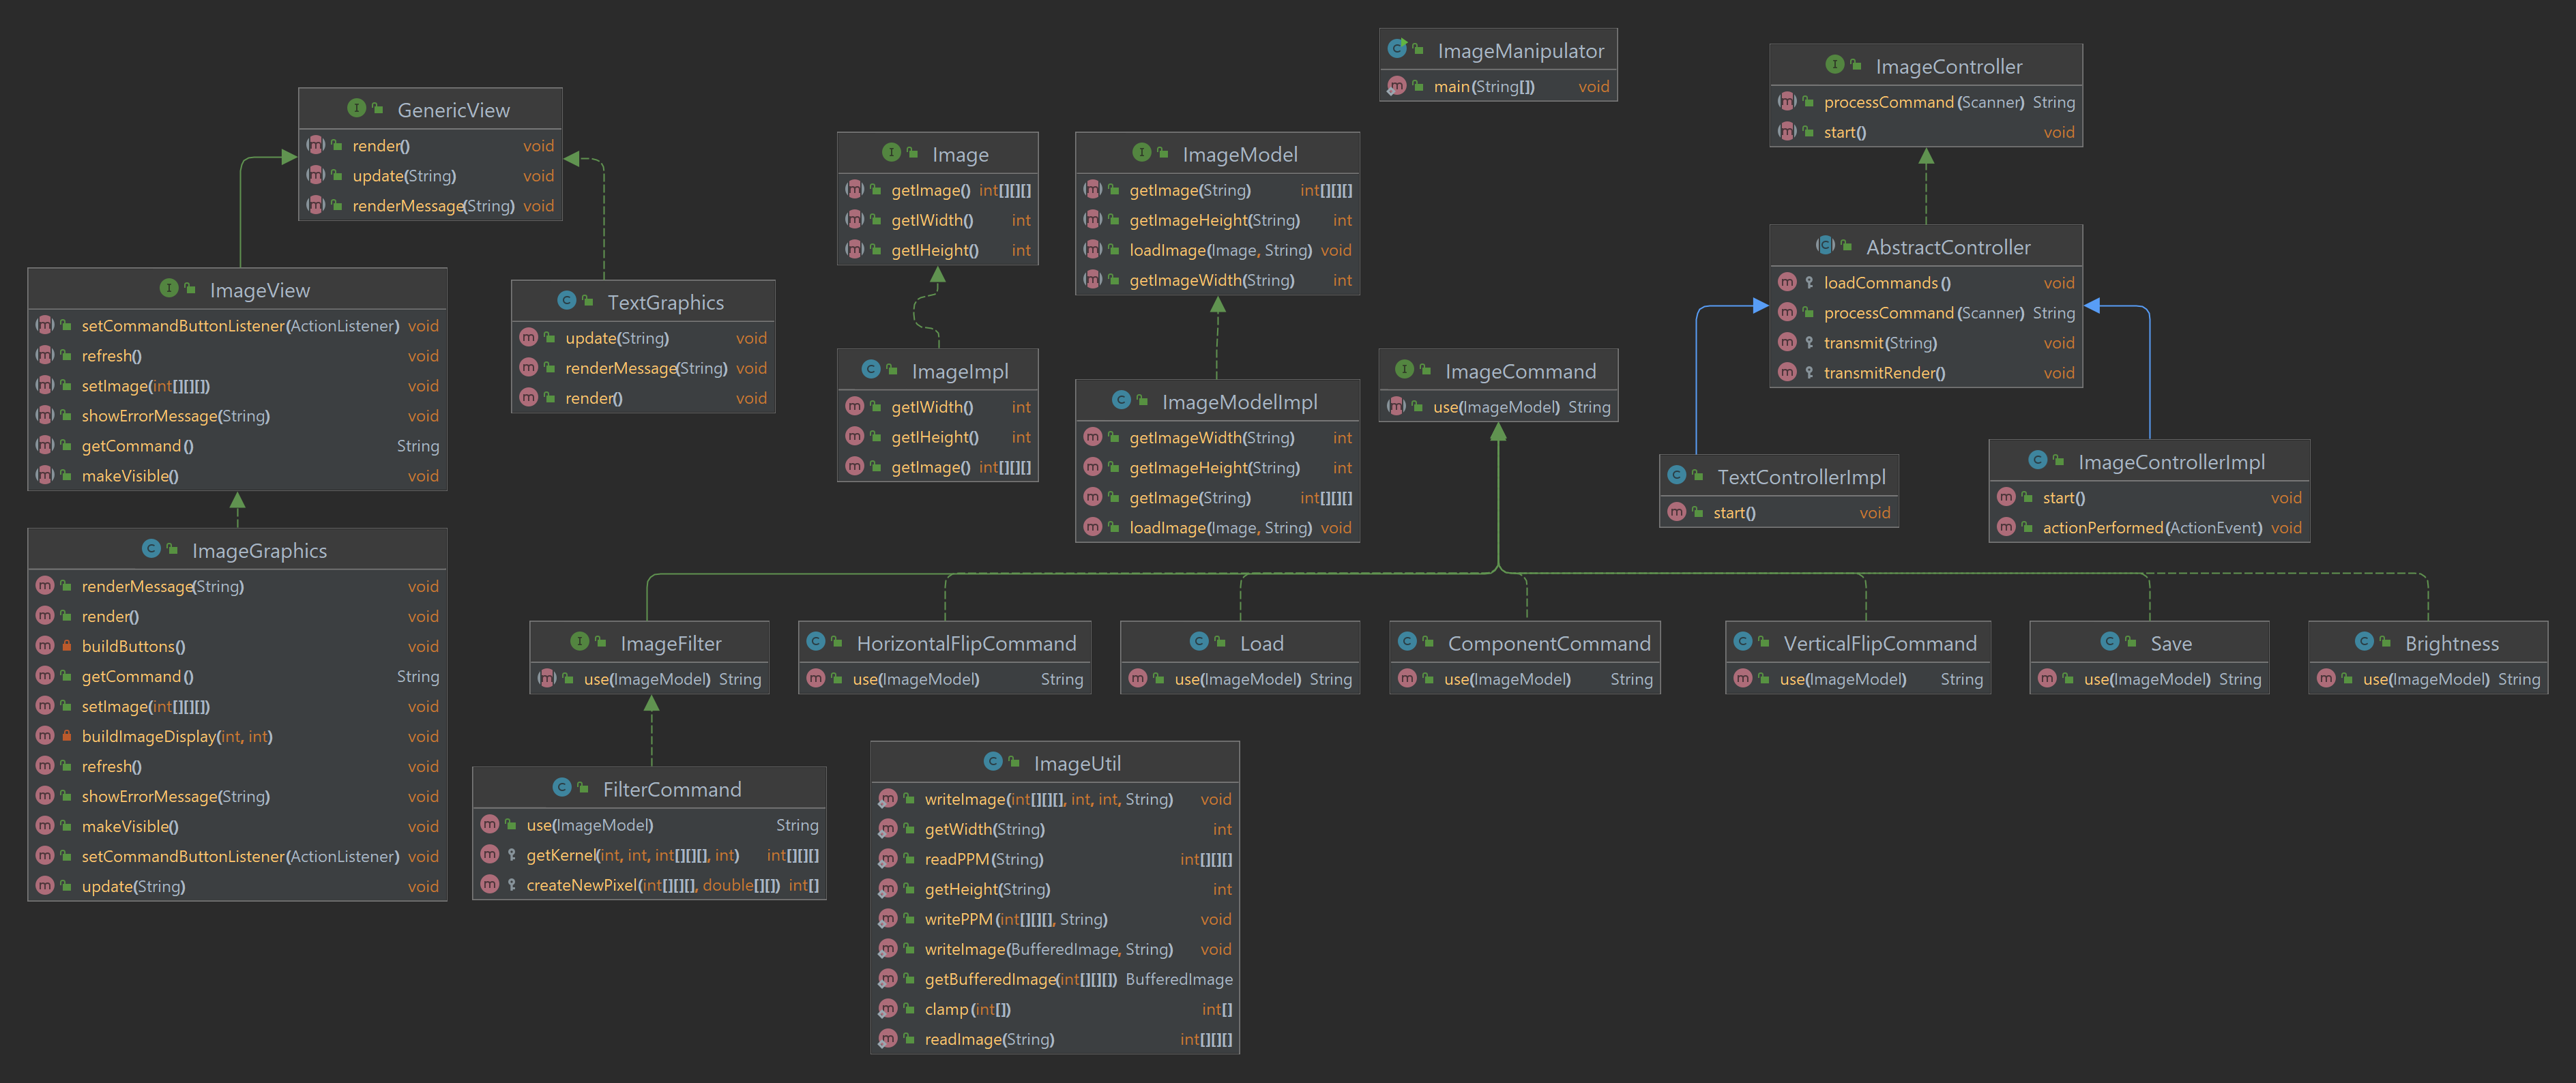 ImageManipulator
main(String[]) void
ImageController
processCommand(Scanner) String
start() void
GenericView
render() void
update(String) void
renderMessage(String) void
Image
getImage() int[][][]
getIWidth() int
getIHeight() int
ImageModel
getImage(String) int[][][]
getImageHeight(String) int
loadImage(Image, String) void
getImageWidth(String) int
AbstractController
loadCommands() void
processCommand(Scanner) String
transmit(String) void
transmitRender() void
ImageView
setCommandButtonListener(ActionListener) void
refresh() void
setImage(int[][][]) void
showErrorMessage(String) void
getCommand() String
makeVisible() void
TextGraphics
update(String) void
renderMessage(String) void
render() void
ImageImpl
getIWidth() int
getIHeight() int
getImage() int[][][]
ImageModelImpl
getImageWidth(String) int
getImageHeight(String) int
getImage(String) int[][][]
loadImage(Image, String) void
ImageCommand
use(ImageModel) String
TextControllerImpl
start() void
ImageControllerImpl
start() void
actionPerformed(ActionEvent) void
ImageGraphics
renderMessage(String) void
render() void
buildButtons() void
getCommand() String
setImage(int[][][]) void
buildImageDisplay(int, int) void
refresh() void
showErrorMessage(String) void
makeVisible() void
setCommandButtonListener(ActionListener) void
update(String) void
ImageFilter
use(ImageModel) String
HorizontalFlipCommand
use(ImageModel) String
Load
use(ImageModel) String
ComponentCommand
use(ImageModel) String
VerticalFlipCommand
use(ImageModel) String
Save
use(ImageModel) String
Brightness
use(ImageModel) String
FilterCommand
use(ImageModel) String
getKernel(int, int, int[][][], int) int[][][]
createNewPixel(int[][][], double[][]) int[]
ImageUtil
writeImage(int[][][], int, int, String) void
getWidth(String) int
readPPM(String) int[][][]
getHeight(String) int
writePPM(int[][][], String) void
writeImage(BufferedImage, String) void
getBufferedImage(int[][][]) BufferedImage
clamp(int[]) int[]
readImage(String) int[][][]